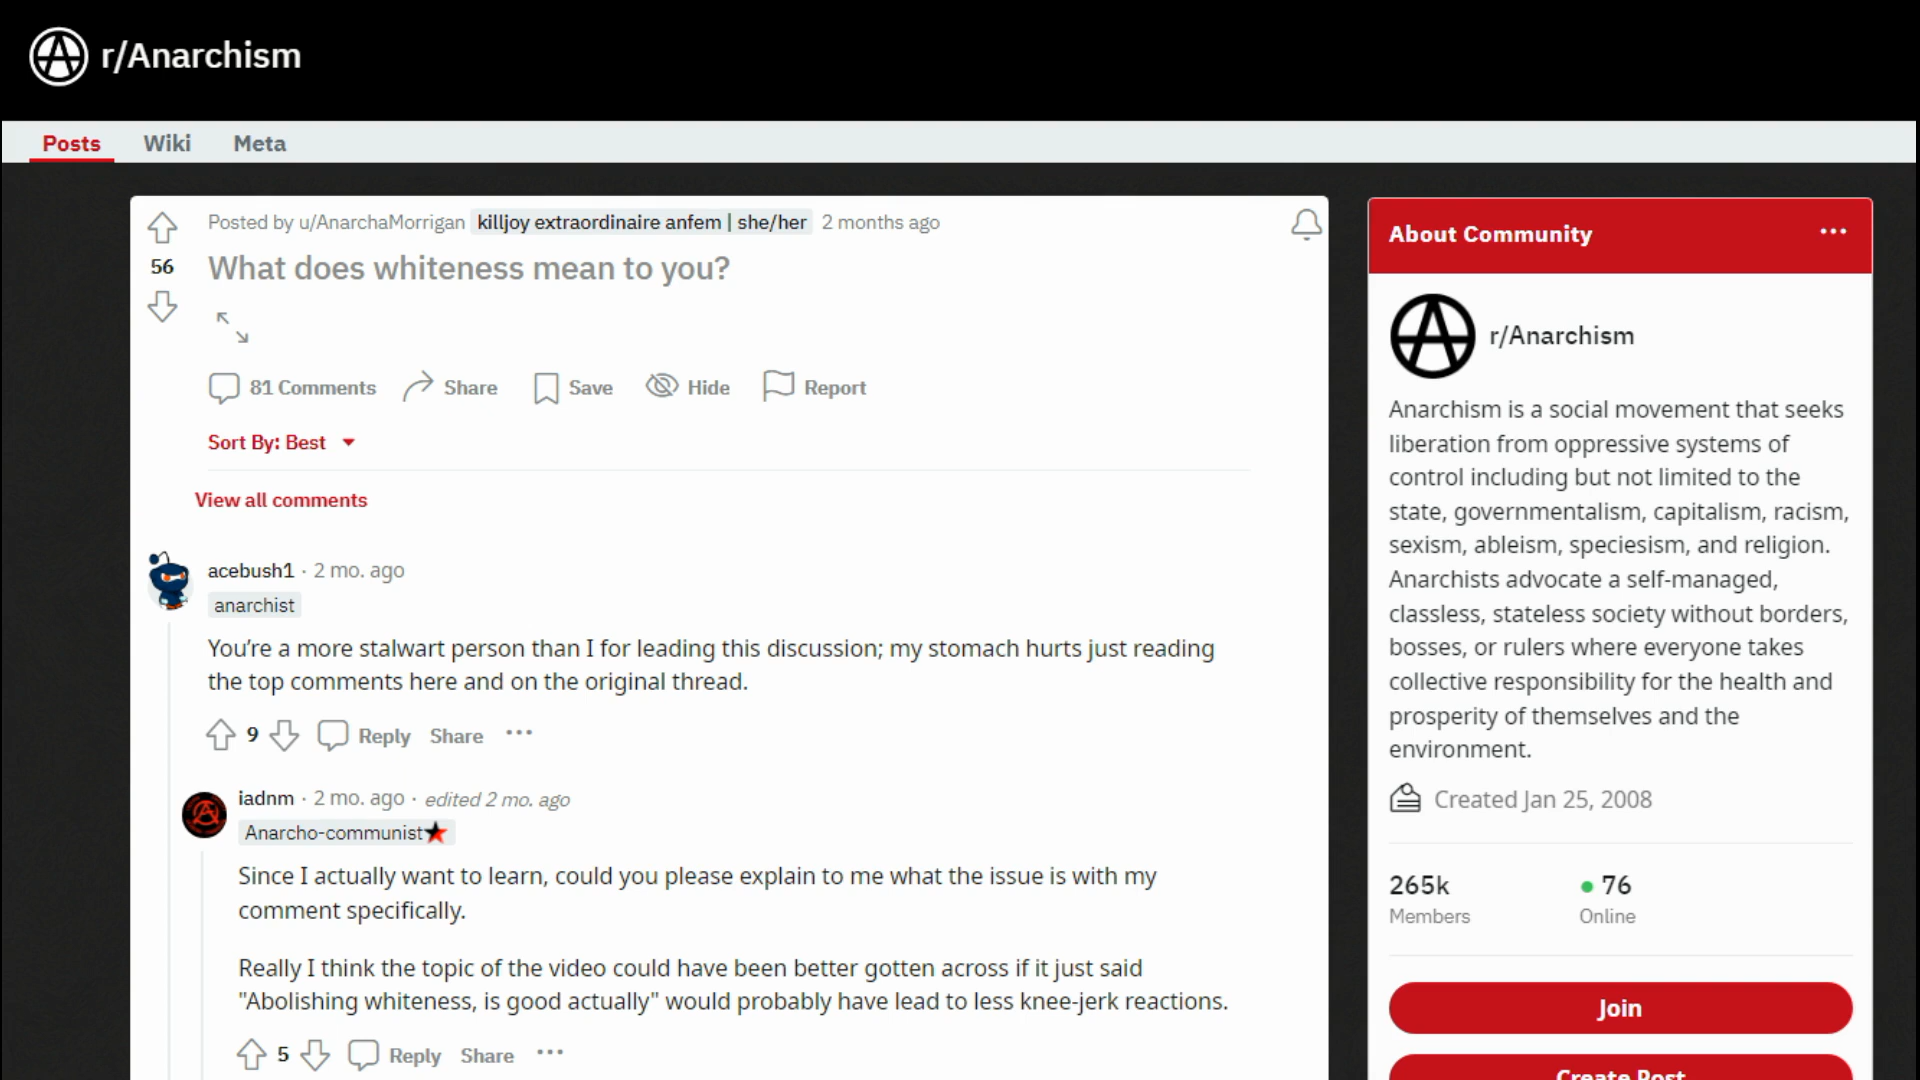 r/Anarchism
Posts
Wiki
Meta
Posted by u/AnarchaMorrigan killjoy extraordinaire anfem | she/her 2 months ago
56
What does whiteness mean to you?
81 Comments
Share
Save
Hide
Report
Sort By: Best
View all comments
acebush1 · 2 mo. ago
anarchist
You're a more stalwart person than I for leading this discussion; my stomach hurts just reading
the top comments here and on the original thread.
9
Reply
Share
iadnm · 2 mo. ago · edited 2 mo. ago
Anarcho-communist
Since I actually want to learn, could you please explain to me what the issue is with my
comment specifically.
Really I think the topic of the video could have been better gotten across if it just said
"Abolishing whiteness, is good actually" would probably have lead to less knee-jerk reactions.
5
Reply
Share
About Community
r/Anarchism
Anarchism is a social movement that seeks
liberation from oppressive systems of
control including but not limited to the
state, governmentalism, capitalism, racism,
sexism, ableism, speciesism, and religion.
Anarchists advocate a self-managed,
classless, stateless society without borders,
bosses, or rulers where everyone takes
collective responsibility for the health and
prosperity of themselves and the
environment.
Created Jan 25, 2008
265k
Members
76
Online
Join
Create Post